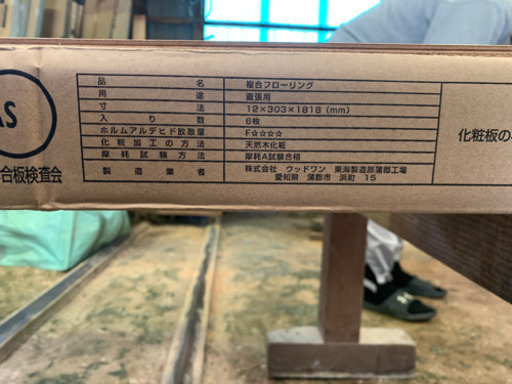 AS
合板検査会
品名 複合フローリング
用途 直張用
寸法 12×303×1818（mm）
入り数 6枚
ホルムアルデヒド放散量 F☆☆☆☆
化粧加工の方法 天然木化粧
摩耗試験方法 摩耗A試験合格
製造業者 株式会社 ウッドワン 東海製造部蒲郡工場
愛知県 蒲郡市 浜町 15
化粧板の